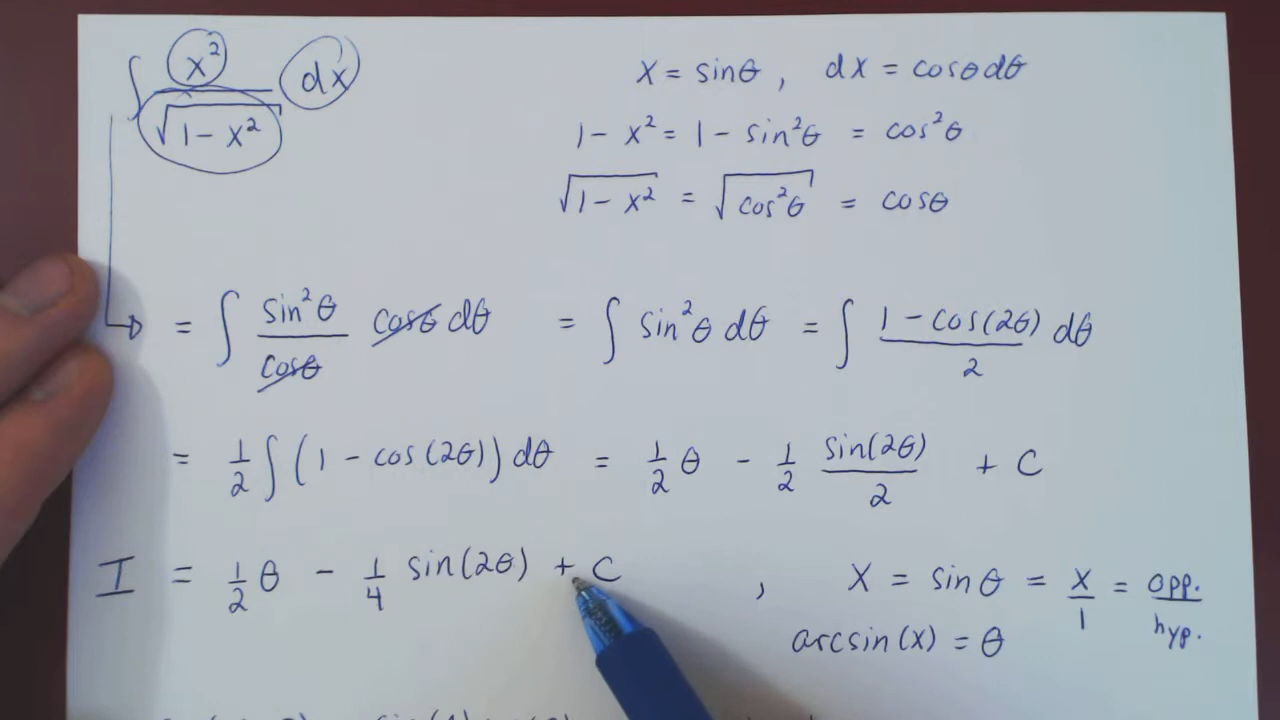 ∫ x² / √(1 - x²) dx
x = sinθ , dx = cosθ dθ
1 - x² = 1 - sin²θ = cos²θ
√(1 - x²) = √(cos²θ) = cosθ
= ∫ sin²θ / cosθ cosθ dθ = ∫ sin²θ dθ = ∫ (1 - cos(2θ)) / 2 dθ
= 1/2 ∫ (1 - cos(2θ)) dθ = 1/2 θ - 1/2 sin(2θ)/2 + C
I = 1/2 θ - 1/4 sin(2θ) + C , x = sinθ = x/1 = opp./hyp.
arcsin(x) = θ